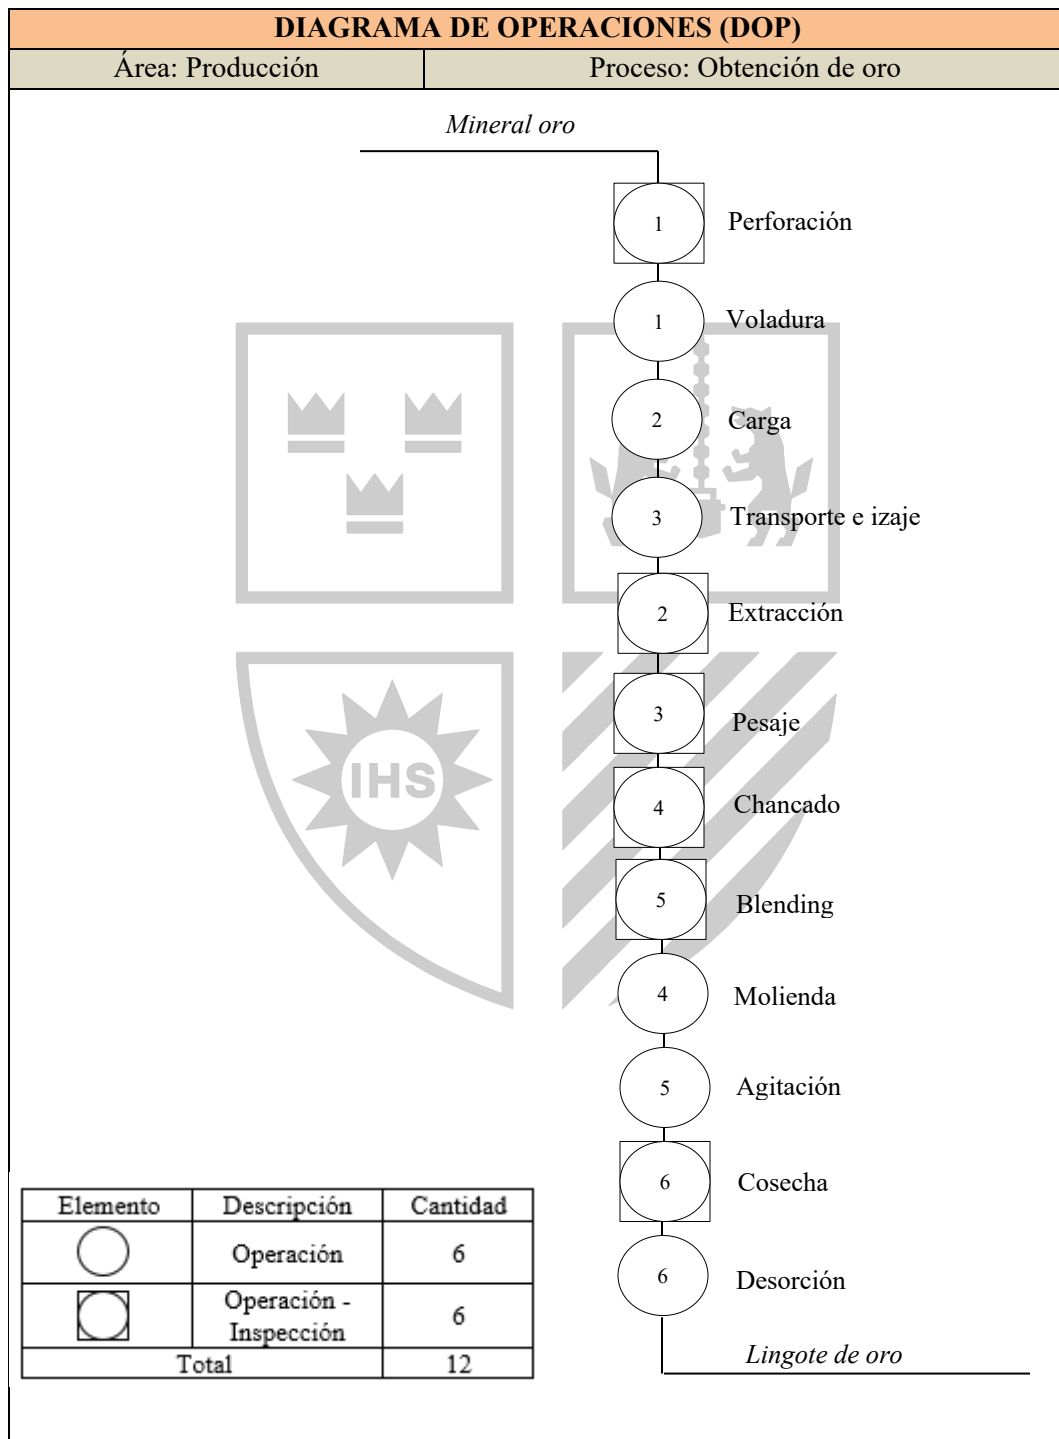 DIAGRAMA DE OPERACIONES (DOP)
Área: Producción
Proceso: Obtención de oro
Mineral oro
1 Perforación
1 Voladura
2 Carga
3 Transporte e izaje
2 Extracción
3 Pesaje
4 Chancado
5 Blending
4 Molienda
5 Agitación
6 Cosecha
6 Desorción
Lingote de oro
IHS
Elemento Descripción Cantidad
Operación 6
Operación -
Inspección 6
Total 12